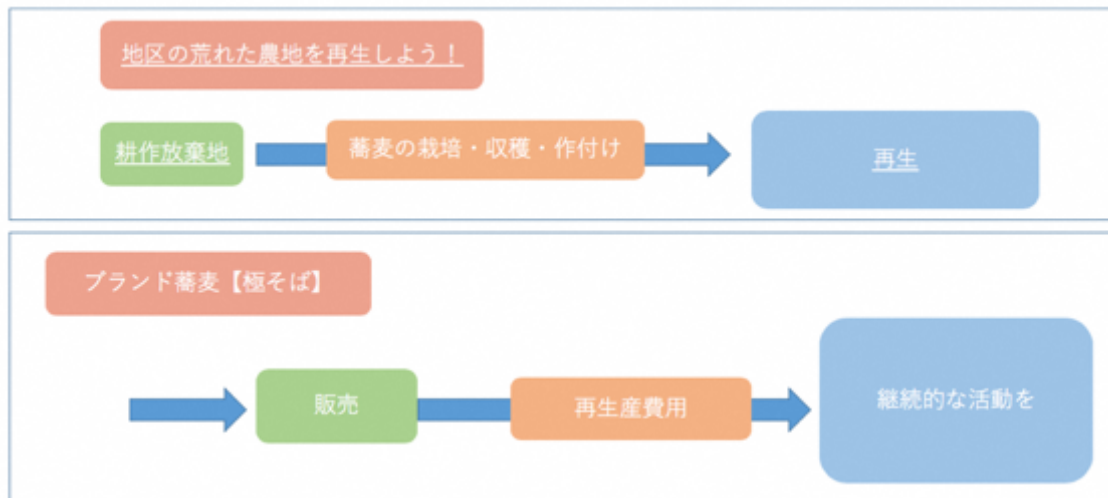 地区の荒れた農地を再生しよう！
耕作放棄地
蕎麦の栽培・収穫・作付け
再生
ブランド蕎麦【極そば】
販売
再生産費用
継続的な活動を